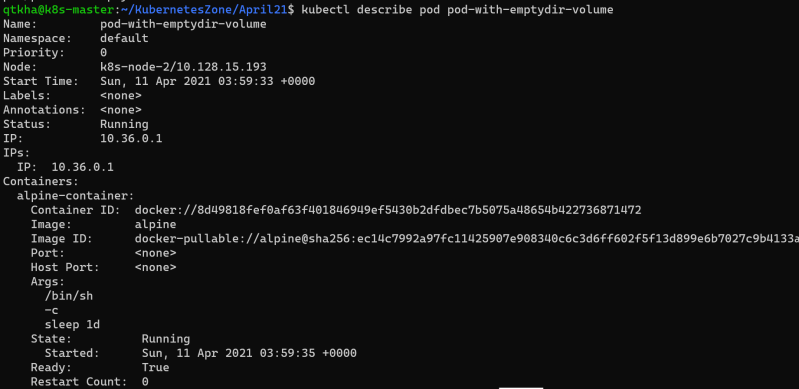 qtkha@k8s-master:~/KubernetesZone/April21$ kubectl describe pod pod-with-emptydir-volume
Name:         pod-with-emptydir-volume
Namespace:    default
Priority:     0
Node:         k8s-node-2/10.128.15.193
Start Time:   Sun, 11 Apr 2021 03:59:33 +0000
Labels:       <none>
Annotations:  <none>
Status:       Running
IP:           10.36.0.1
IPs:
  IP:  10.36.0.1
Containers:
  alpine-container:
    Container ID:  docker://8d49818fef0af63f401846949ef5430b2dfdbec7b5075a48654b422736871472
    Image:         alpine
    Image ID:      docker-pullable://alpine@sha256:ec14c7992a97fc11425907e908340c6c3d6ff602f5f13d899e6b7027c9b4133a
    Port:          <none>
    Host Port:     <none>
    Args:
      /bin/sh
      -c
      sleep 1d
    State:          Running
      Started:      Sun, 11 Apr 2021 03:59:35 +0000
    Ready:          True
    Restart Count:  0